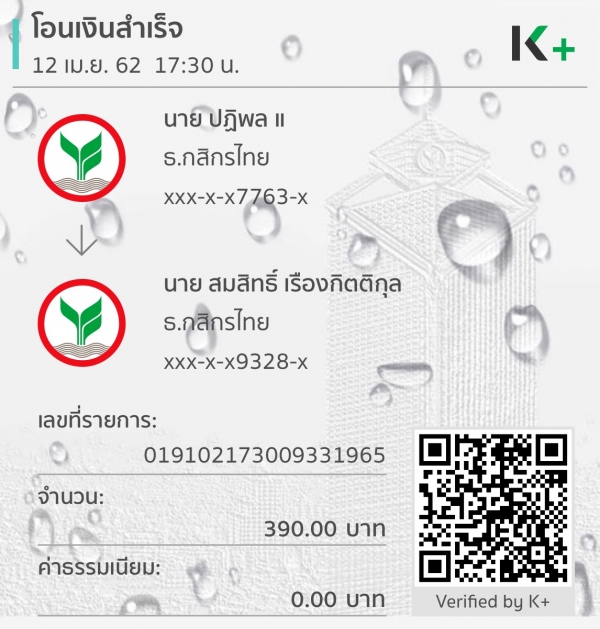 โอนเงินสำเร็จ
12 เม.ย. 62 17:30 น.
K+
นาย ปฏิพล แ
ธ.กสิกรไทย
xxx-x-x7763-x
นาย สมสิทธิ์ เรืองกิตติกุล
ธ.กสิกรไทย
xxx-x-x9328-x
เลขที่รายการ:
019102173009331965
จำนวน:
390.00 บาท
ค่าธรรมเนียม:
0.00 บาท
Verified by K+